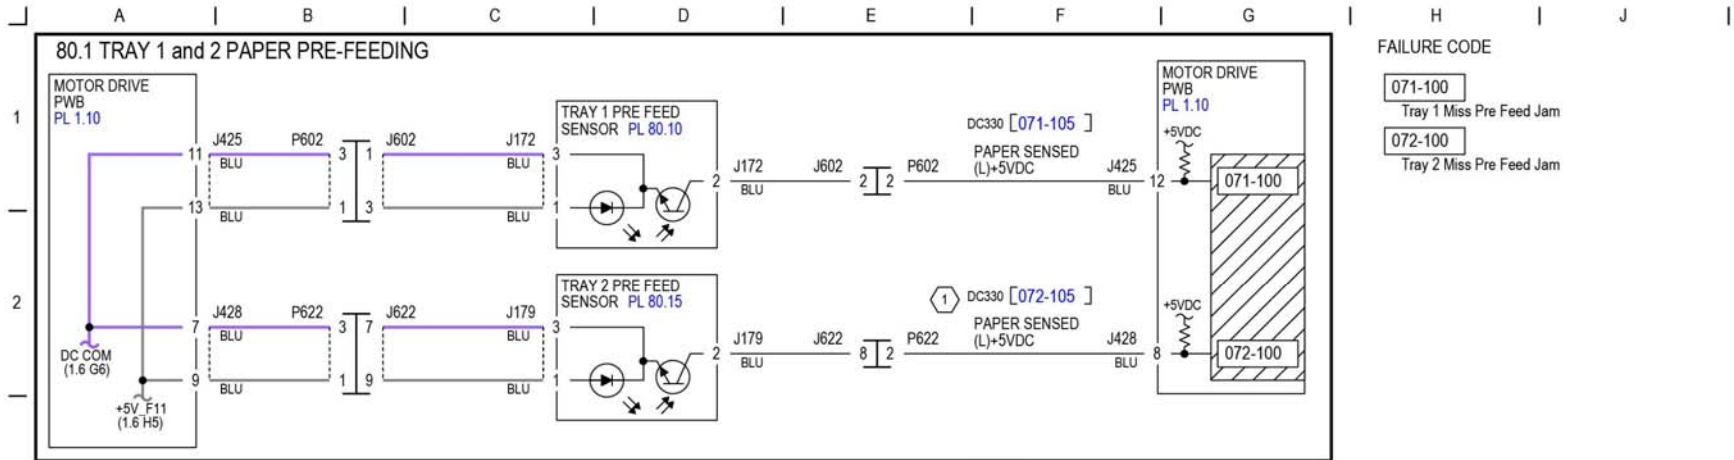 A B C D E F G H J
80.1 TRAY 1 and 2 PAPER PRE-FEEDING
FAILURE CODE
071-100
Tray 1 Miss Pre Feed Jam
072-100
Tray 2 Miss Pre Feed Jam
1
2
MOTOR DRIVE
PWB
PL 1.10
11
13
7
9
DC COM
(1.6 G6)
+5V_F11
(1.6 H5)
J425 P602 J602 J172
BLU 3 1 BLU 3
BLU 1 3 BLU 1
TRAY 1 PRE FEED
SENSOR PL 80.10
2
J172 J602 P602
BLU 2 2
DC330 [071-105 ]
PAPER SENSED
(L)+5VDC
J425
BLU
12
J428 P622 J622 J179
BLU 3 7 BLU 3
BLU 1 9 BLU 1
TRAY 2 PRE FEED
SENSOR PL 80.15
2
J179 J622 P622
BLU 8 2
1 DC330 [072-105 ]
PAPER SENSED
(L)+5VDC
J428
BLU
8
MOTOR DRIVE
PWB
PL 1.10
+5VDC
071-100
+5VDC
072-100